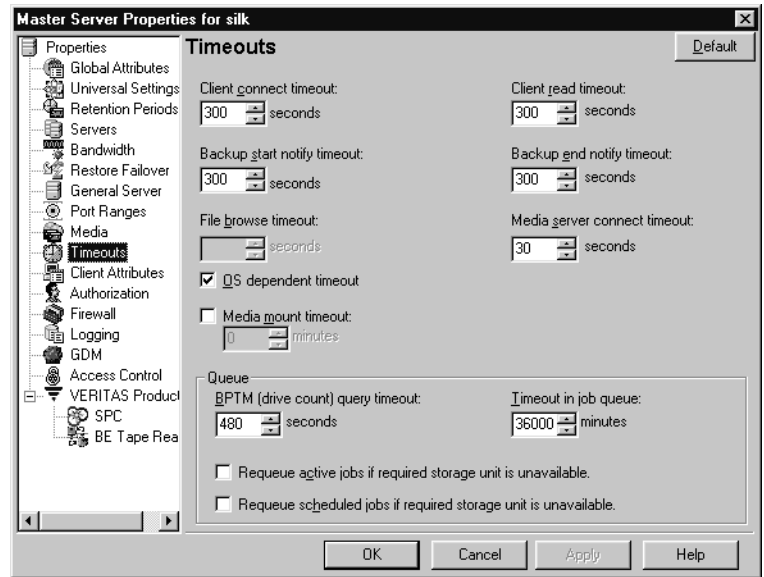 Master Server Properties for silk
Properties
Global Attributes
Universal Settings
Retention Periods
Servers
Bandwidth
Restore Failover
General Server
Port Ranges
Media
Timeouts
Client Attributes
Authorization
Firewall
Logging
GDM
Access Control
VERITAS Product
SPC
BE Tape Rea
Timeouts
Default
Client connect timeout:
300 seconds
Client read timeout:
300 seconds
Backup start notify timeout:
300 seconds
Backup end notify timeout:
300 seconds
File browse timeout:
seconds
Media server connect timeout:
30 seconds
OS dependent timeout
Media mount timeout:
0 minutes
Queue
BPTM (drive count) query timeout:
480 seconds
Timeout in job queue:
36000 minutes
Requeue active jobs if required storage unit is unavailable.
Requeue scheduled jobs if required storage unit is unavailable.
OK
Cancel
Apply
Help